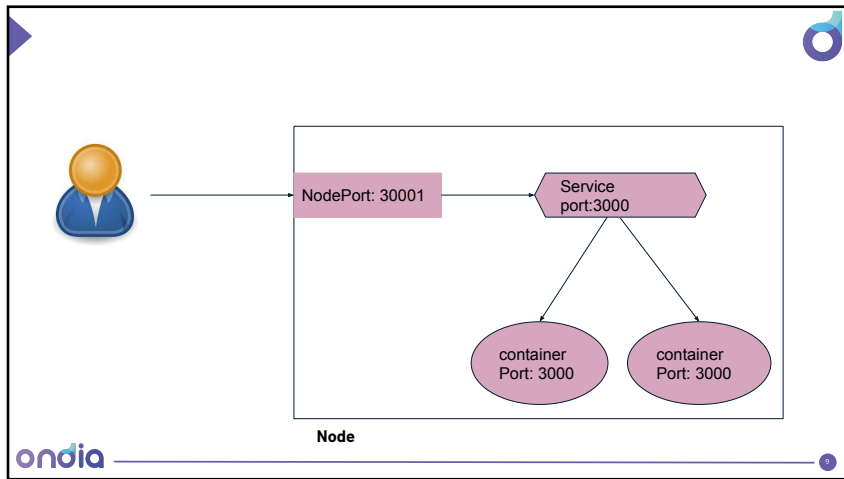 NodePort: 30001
Service
port:3000
container
Port: 3000
container
Port: 3000
Node
ondia
9